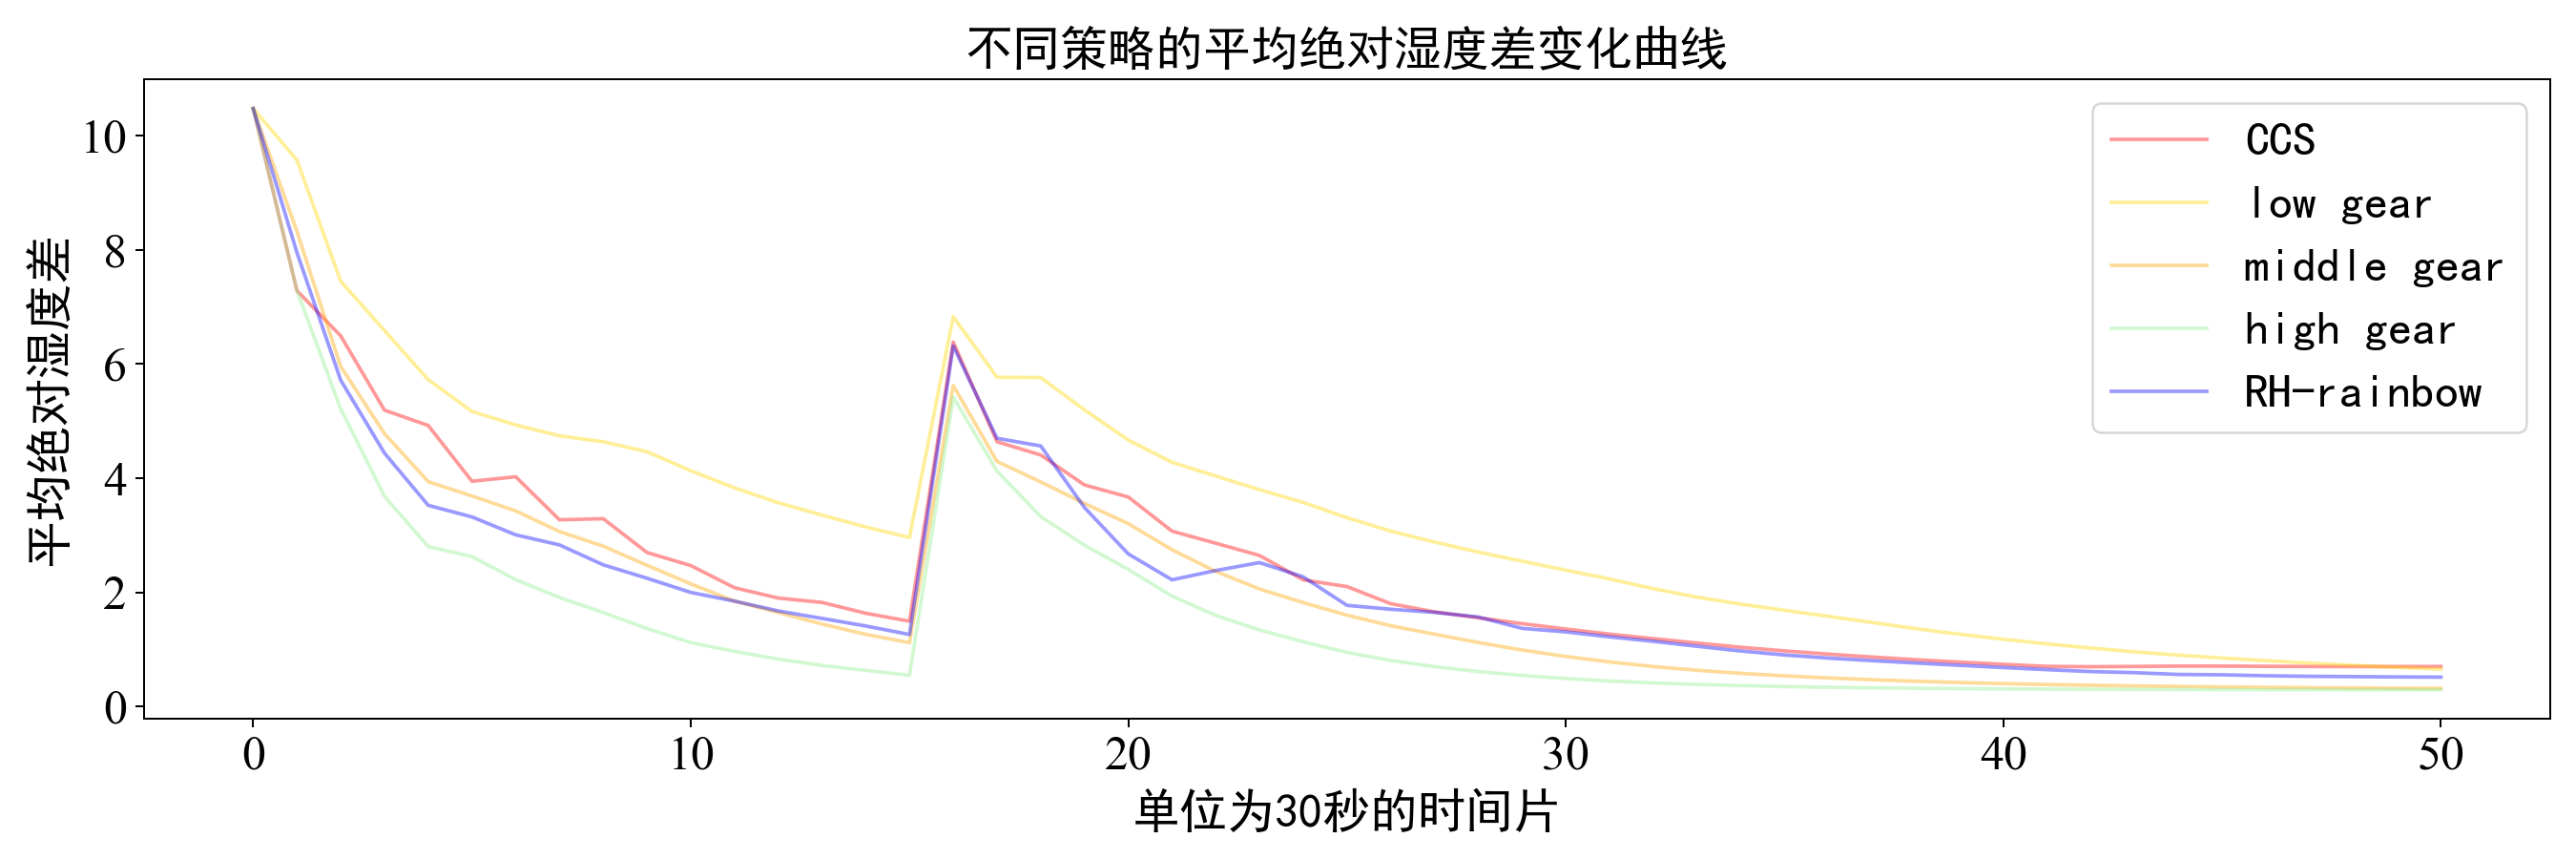 不同策略的平均绝对湿度差变化曲线
平均绝对湿度差
10
8
6
4
2
0
CCS
low gear
middle gear
high gear
RH-rainbow
0 10 20 30 40 50
单位为30秒的时间片